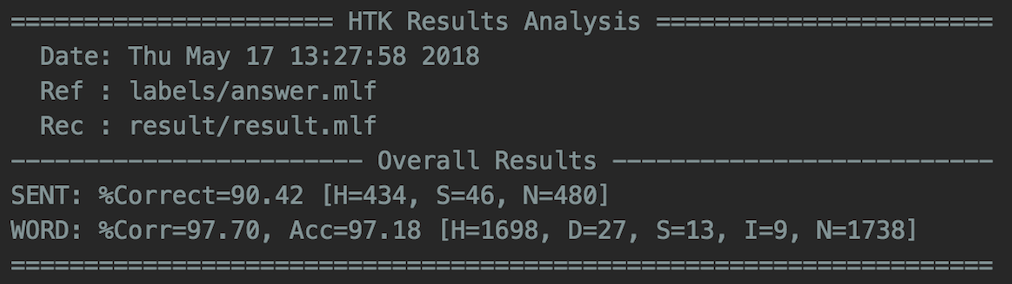 ====================== HTK Results Analysis =======================
  Date: Thu May 17 13:27:58 2018
  Ref : labels/answer.mlf
  Rec : result/result.mlf
------------------------ Overall Results --------------------------
SENT: %Correct=90.42 [H=434, S=46, N=480]
WORD: %Corr=97.70, Acc=97.18 [H=1698, D=27, S=13, I=9, N=1738]
===================================================================